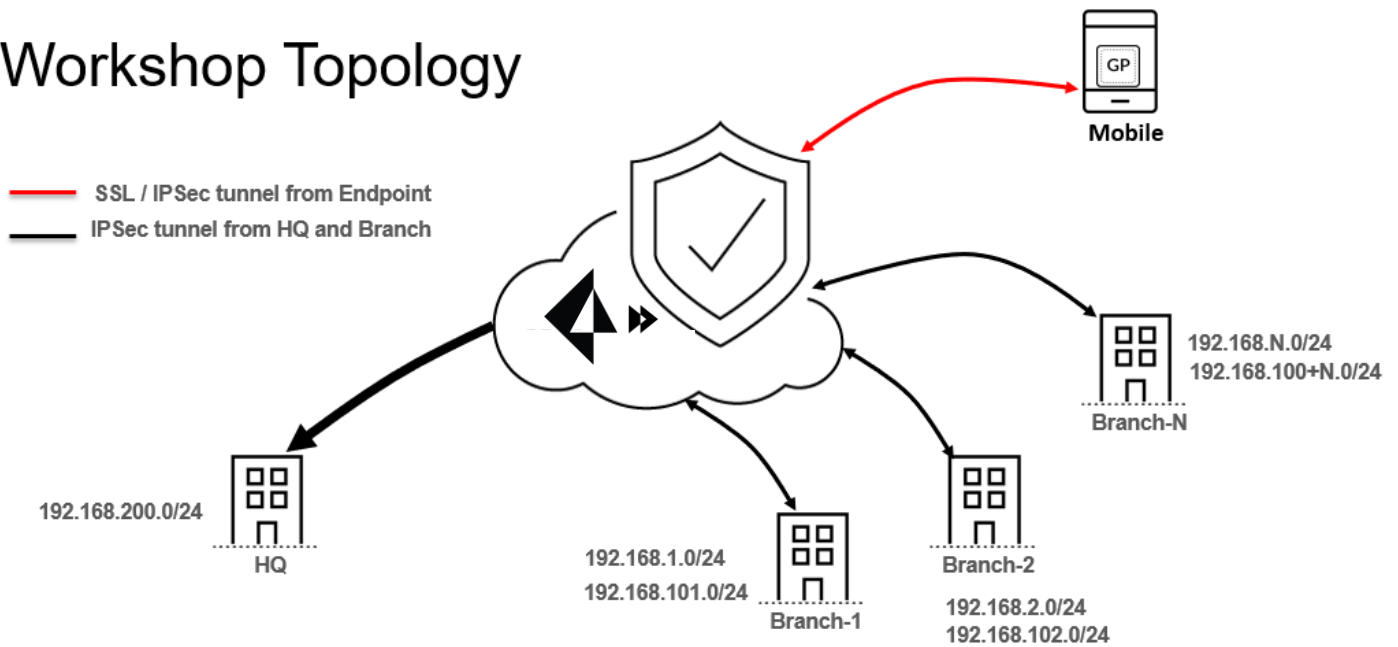 Workshop Topology
SSL / IPSec tunnel from Endpoint
IPSec tunnel from HQ and Branch
GP
Mobile
192.168.N.0/24
192.168.100+N.0/24
Branch-N
192.168.200.0/24
HQ
192.168.1.0/24
192.168.101.0/24
Branch-1
Branch-2
192.168.2.0/24
192.168.102.0/24